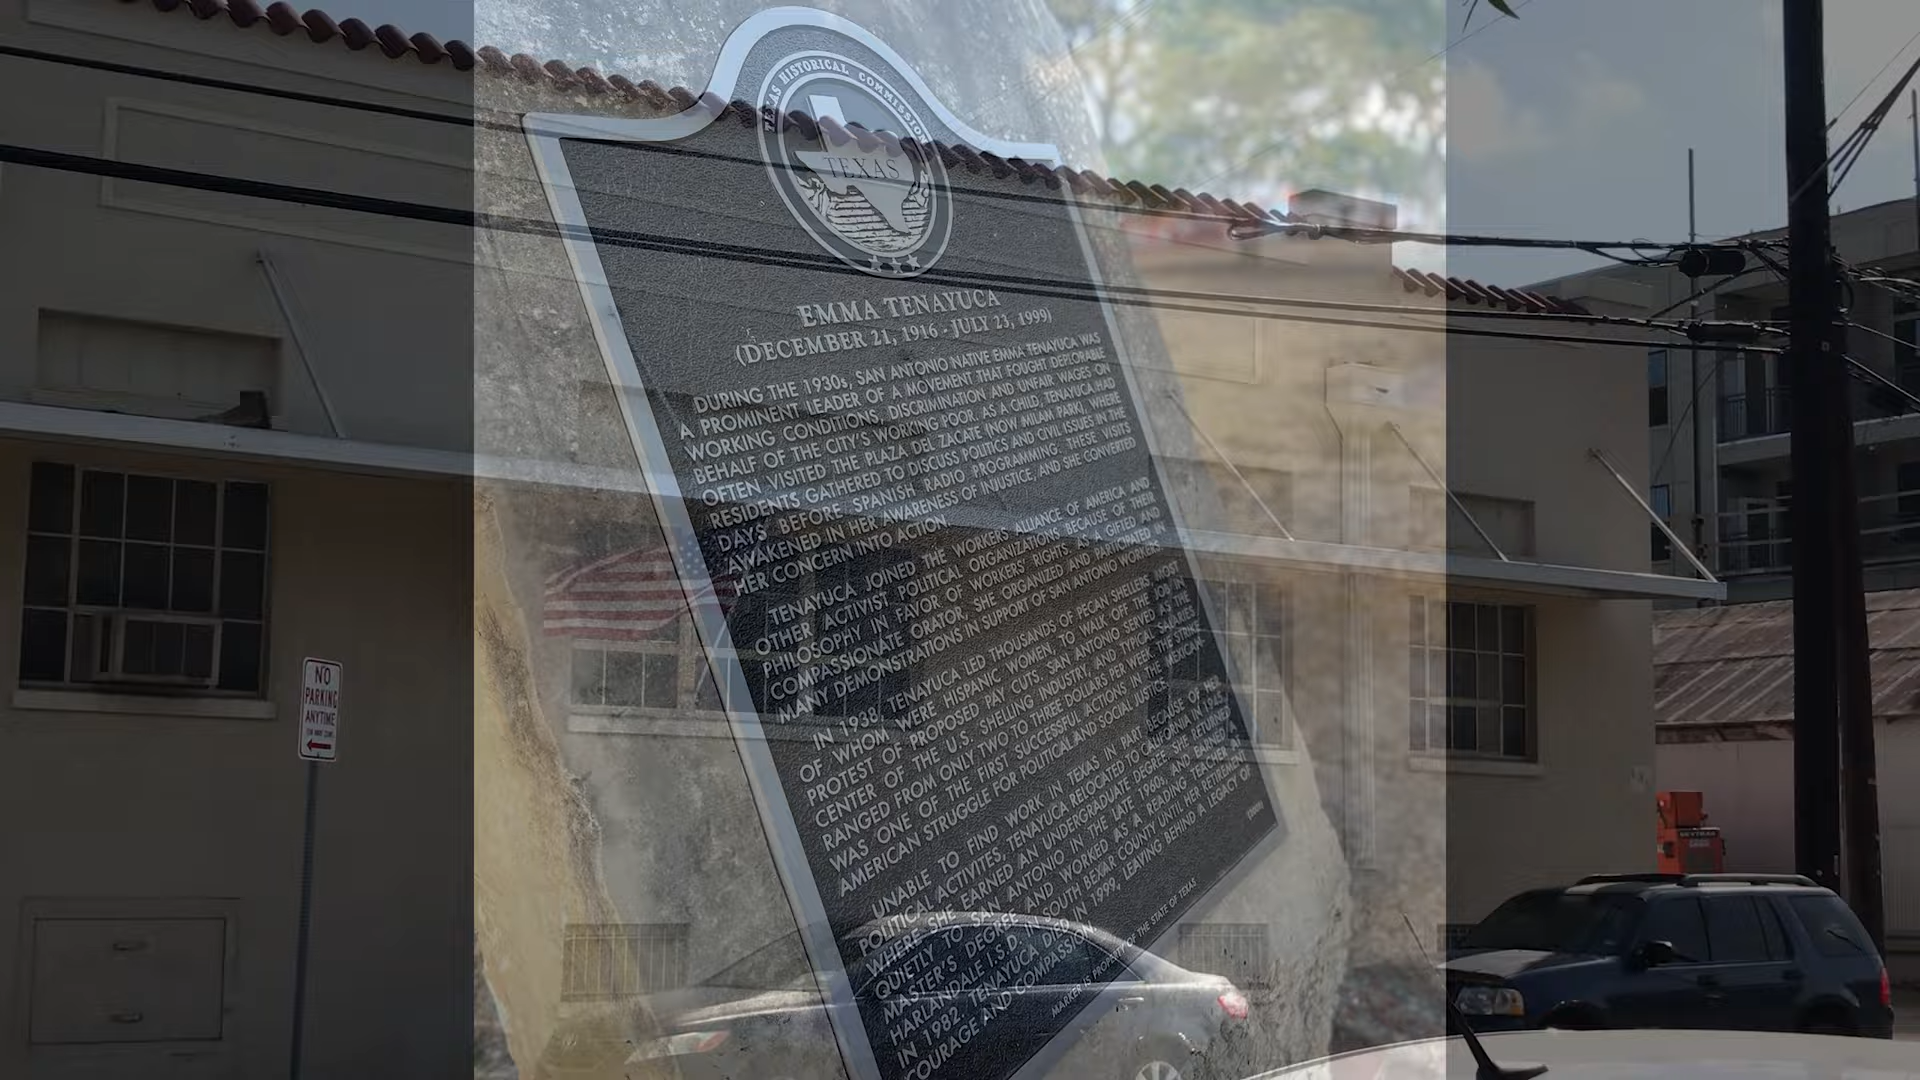 TEXAS HISTORICAL COMMISSION
TEXAS
EMMA TENAYUCA
(DECEMBER 21, 1916 - JULY 23, 1999)
DURING THE 1930s, SAN ANTONIO NATIVE EMMA TENAYUCA WAS
A PROMINENT LEADER OF A MOVEMENT THAT FOUGHT DEPLORABLE
WORKING CONDITIONS, DISCRIMINATION AND UNFAIR WAGES ON
BEHALF OF THE CITY'S WORKING POOR. AS A CHILD, TENAYUCA HAD
OFTEN VISITED THE PLAZA DEL ZACATE (NOW MILAM PARK), WHERE
RESIDENTS GATHERED TO DISCUSS POLITICS AND CIVIL ISSUES IN THE
DAYS BEFORE SPANISH RADIO PROGRAMMING. THESE VISITS
AWAKENED IN HER AWARENESS OF INJUSTICE, AND SHE CONVERTED
HER CONCERN INTO ACTION.
TENAYUCA JOINED THE WORKERS ALLIANCE OF AMERICA AND
OTHER ACTIVIST POLITICAL ORGANIZATIONS BECAUSE OF THEIR
PHILOSOPHY IN FAVOR OF WORKERS' RIGHTS. AS A GIFTED AND
COMPASSIONATE ORATOR, SHE ORGANIZED AND PARTICIPATED IN
MANY DEMONSTRATIONS IN SUPPORT OF SAN ANTONIO WORKERS.
IN 1938, TENAYUCA LED THOUSANDS OF PECAN SHELLERS, MOST
OF WHOM WERE HISPANIC WOMEN, TO WALK OFF THE JOB IN
PROTEST OF PROPOSED PAY CUTS. SAN ANTONIO SERVED AS THE
CENTER OF THE U.S. SHELLING INDUSTRY, AND TYPICAL SALARIES
RANGED FROM ONLY TWO TO THREE DOLLARS PER WEEK. THE STRIKE
WAS ONE OF THE FIRST SUCCESSFUL ACTIONS IN THE MEXICAN
AMERICAN STRUGGLE FOR POLITICAL AND SOCIAL JUSTICE.
UNABLE TO FIND WORK IN TEXAS IN PART BECAUSE OF HER
POLITICAL ACTIVITES, TENAYUCA RELOCATED TO CALIFORNIA
WHERE SHE EARNED AN UNDERGRADUATE DEGREE. SHE RETURNED
QUIETLY TO SAN ANTONIO IN THE LATE 1960s, AND EARNED A
MASTER'S DEGREE AND WORKED AS A READING TEACHER IN
HARLANDALE I.S.D. IN SOUTH BEXAR COUNTY UNTIL HER RETIREMENT
IN 1982. TENAYUCA DIED IN 1999, LEAVING BEHIND A LEGACY OF
COURAGE AND COMPASSION.
MARKER IS PROPERTY OF THE STATE OF TEXAS
NO
PARKING
ANYTIME